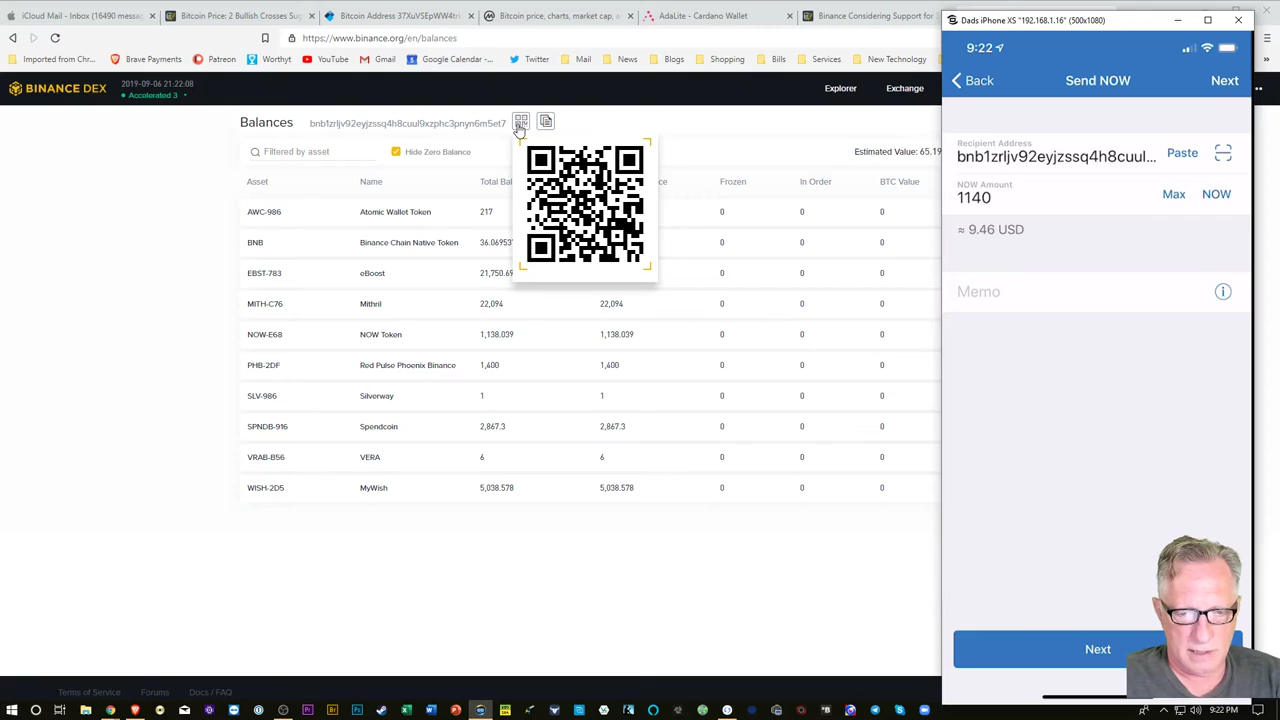 iCloud Mail - Inbox (16490 messag
Bitcoin Price: 2 Bullish Crosses Sug
Bitcoin Address 37XuVSEpWW4trd
Bitcoin price, charts, market cap, a
AdaLite - Cardano Wallet
Binance Considering Support for
https://www.binance.org/en/balances
Imported from Chr...
Brave Payments
Patreon
Worthyt
YouTube
Gmail
Google Calendar -...
Twitter
Mail
News
Blogs
Shopping
Bills
Services
New Technology
BINANCE DEX
2019-09-06 21:22:08
Accelerated 3
Explorer
Exchange
Balances
bnb1zrljv92eyjzssq4h8cuul9xzphc3pnyn6m5et7
Filtered by asset
Hide Zero Balance
Estimated Value: 65.19
Asset Name Total Ba Frozen In Order BTC Value
AWC-986 Atomic Wallet Token 217 0 0 0
BNB Binance Chain Native Token 36.06953 0 0 0
EBST-783 eBoost 21,750.69 0 0 0
MITH-C76 Mithril 22,094 22,094 0 0 0
NOW-E68 NOW Token 1,138.039 1,138.039 0 0 0
PHB-2DF Red Pulse Phoenix Binance 1,400 1,400 0 0 0
SLV-986 Silverway 1 1 0 0 0
SPNDB-916 Spendcoin 2,867.3 2,867.3 0 0 0
VRAB-B56 VERA 6 6 0 0 0
WISH-2D5 MyWish 5,038.578 5,038.578 0 0 0
Terms of Service Forums Docs / FAQ
Dads iPhone XS "192.168.1.16" (500x1080)
9:22
Back Send NOW Next
Recipient Address
bnb1zrljv92eyjzssq4h8cuul... Paste
NOW Amount
1140 Max NOW
≈ 9.46 USD
Memo
Next
9:22 PM